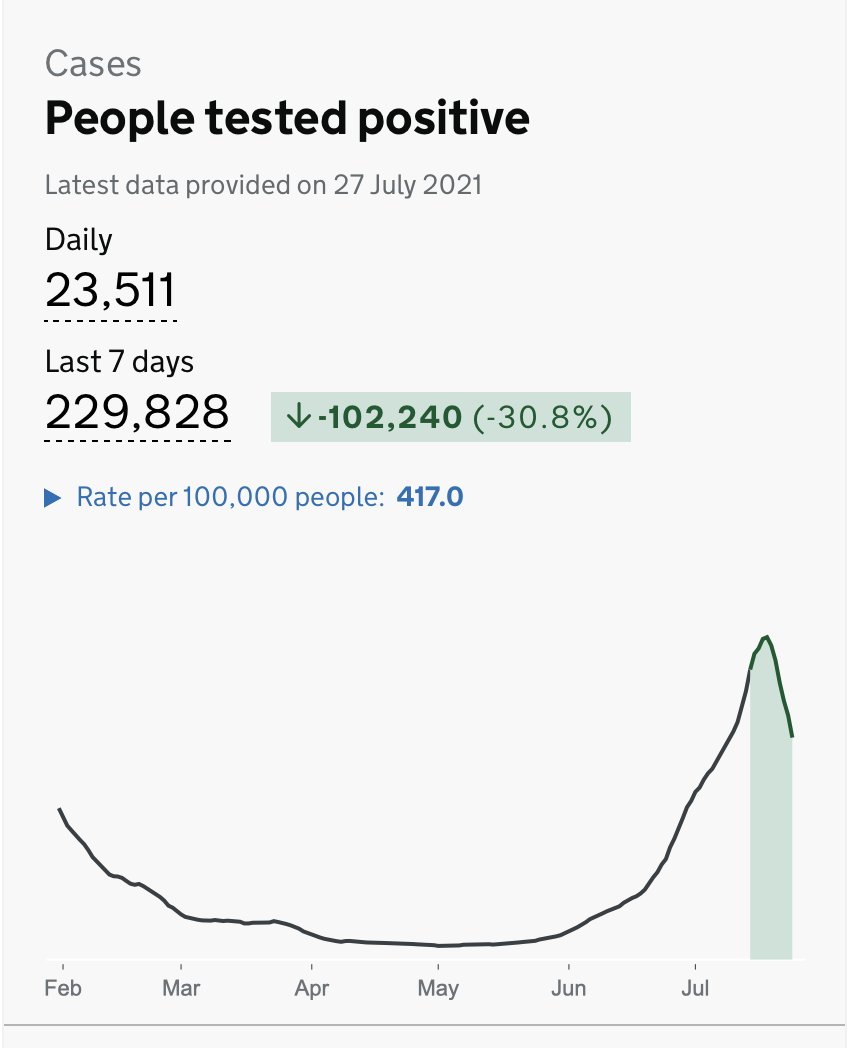 Cases
People tested positive
Latest data provided on 27 July 2021
Daily
23,511
Last 7 days
229,828 ↓ -102,240 (-30.8%)
► Rate per 100,000 people: 417.0
Feb Mar Apr May Jun Jul